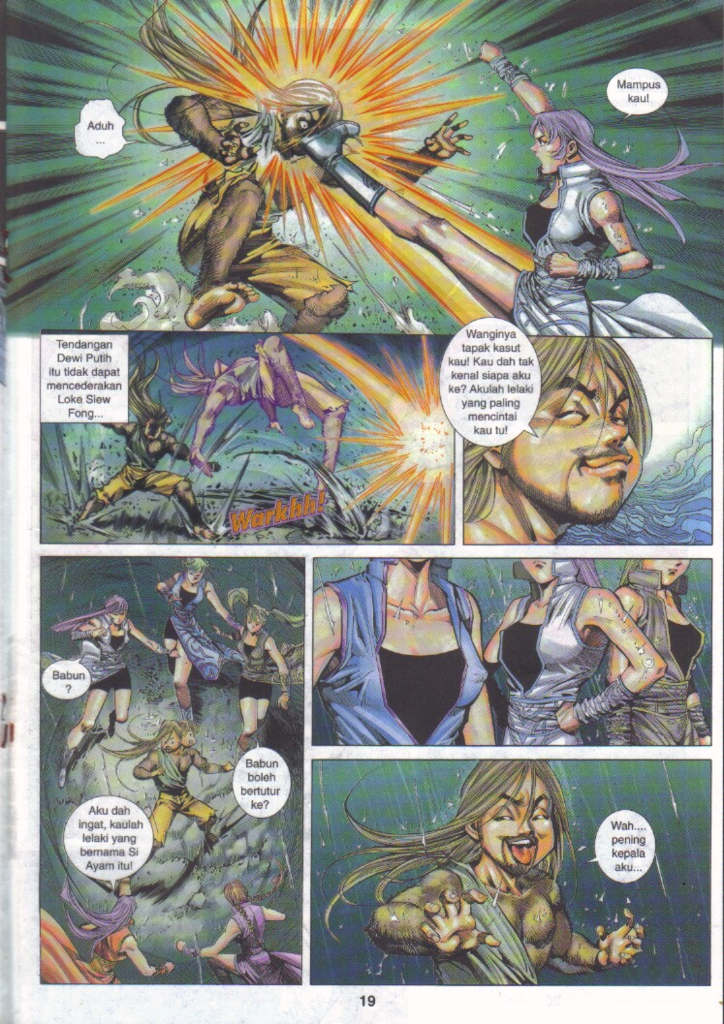 Mampus
kau!
Aduh
...
Tendangan
Dewi Putih
itu tidak dapat
mencederakan
Loke Siew
Fong...
Warkhh!
Wanginya
tapak kasut
kau! Kau dah tak
kenal siapa aku
ke? Akulah lelaki
yang paling
mencintai
kau tu!
Babun
?
Babun
boleh
bertutur
ke?
Aku dah
ingat, kaulah
lelaki yang
bernama Si
Ayam itu!
Wah....
pening
kepala
aku...
19